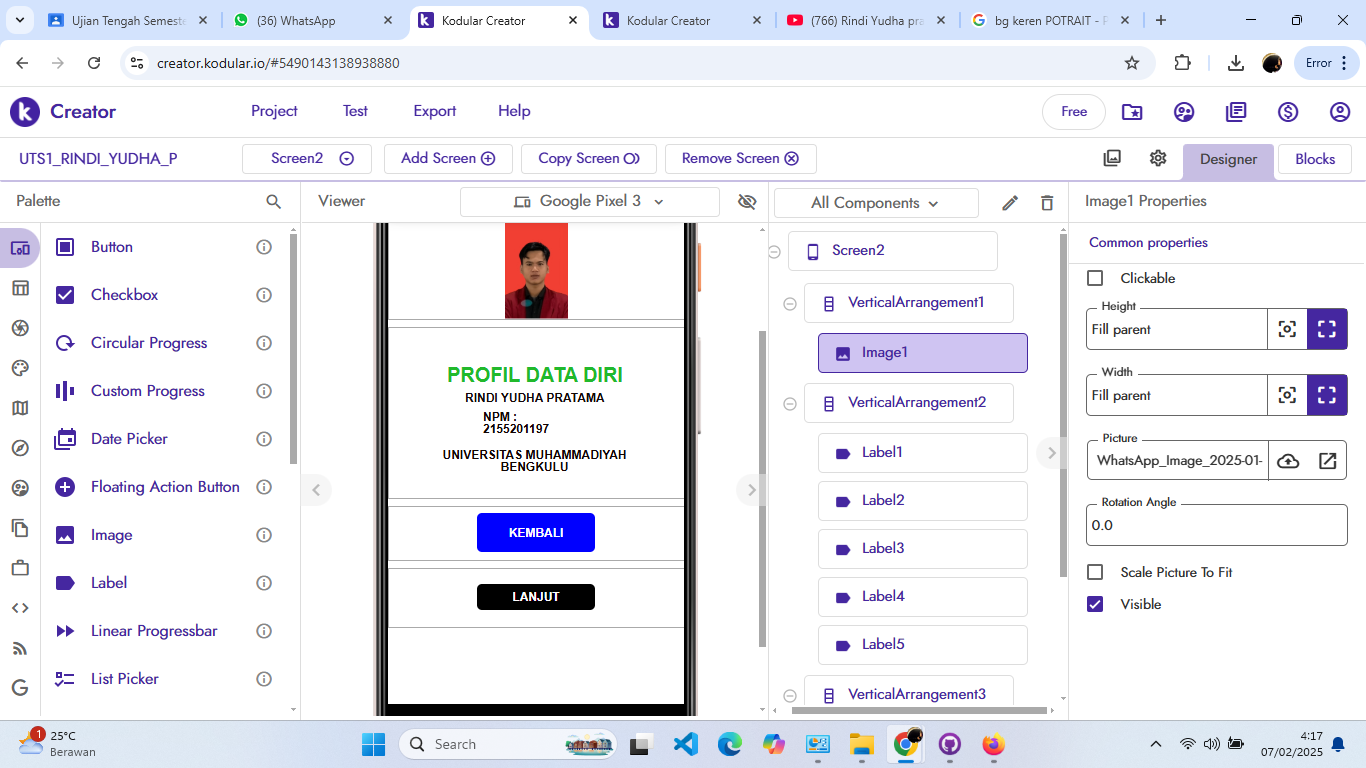 Ujian Tengah Semest
(36) WhatsApp
Kodular Creator
Kodular Creator
(766) Rindi Yudha pra
bg keren POTRAIT - P
creator.kodular.io/#5490143138938880
Error
Creator
Project
Test
Export
Help
Free
UTS1_RINDI_YUDHA_P
Screen2
Add Screen
Copy Screen
Remove Screen
Designer
Blocks
Palette
Viewer
Google Pixel 3
All Components
Image1 Properties
Button
Checkbox
Circular Progress
Custom Progress
Date Picker
Floating Action Button
Image
Label
Linear Progressbar
List Picker
PROFIL DATA DIRI
RINDI YUDHA PRATAMA
NPM :
2155201197
UNIVERSITAS MUHAMMADIYAH
BENGKULU
KEMBALI
LANJUT
Screen2
VerticalArrangement1
Image1
VerticalArrangement2
Label1
Label2
Label3
Label4
Label5
VerticalArrangement3
Common properties
Clickable
Height
Fill parent
Width
Fill parent
Picture
WhatsApp_Image_2025-01-
Rotation Angle
0.0
Scale Picture To Fit
Visible
1
25°C
Berawan
Search
4:17
07/02/2025